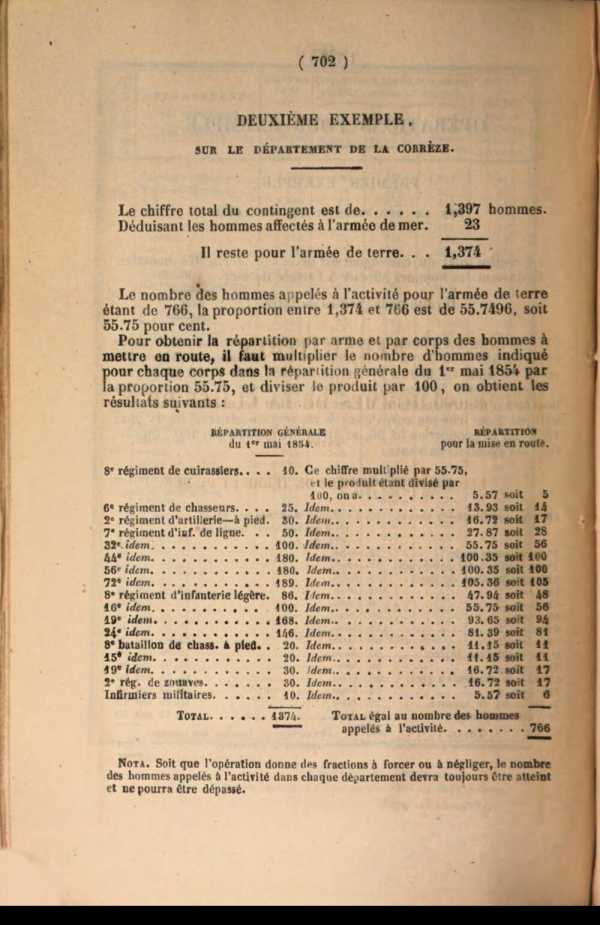 ( 702 )
DEUXIÈME EXEMPLE.
SUR LE DÉPARTEMENT DE LA CORRÈZE.
Le chiffre total du contingent est de. . . . . . 1,397 hommes.
Déduisant les hommes affectés à l'armée de mer. 23
Il reste pour l'armée de terre. . . 1,374
Le nombre des hommes appelés à l'activité pour l'armée de terre
étant de 766, la proportion entre 1,374 et 766 est de 55.7496, soit
55.75 pour cent.
Pour obtenir la répartition par arme et par corps des hommes à
mettre en route, il faut multiplier le nombre d'hommes indiqué
pour chaque corps dans la répartition générale du 1er mai 1854 par
la proportion 55.75, et diviser le produit par 100, on obtient les
résultats suivants :
RÉPARTITION GÉNÉRALE RÉPARTITION
du 1er mai 1854. pour la mise en route.
8e régiment de cuirassiers. . . . 10. Ce chiffre multiplié par 55.75,
et le produit étant divisé par
100, on a. . . . . . . . . . 5.57 soit 5
6e régiment de chasseurs. . . . 25. Idem. . . . . . . . . . . 13.93 soit 14
2e régiment d'artillerie—à pied. 30. Idem. . . . . . . . . . . 16.72 soit 17
7e régiment d'inf. de ligne. . . 50. Idem. . . . . . . . . . . 27.87 soit 28
32e idem. . . . . . . . . . . 100. Idem. . . . . . . . . . . 55.75 soit 56
44e idem. . . . . . . . . . . 180. Idem. . . . . . . . . . . 100.35 soit 100
56e idem. . . . . . . . . . . 180. Idem. . . . . . . . . . . 100.35 soit 100
72e idem. . . . . . . . . . . 189. Idem. . . . . . . . . . . 105.36 soit 105
8e régiment d'infanterie légère. 86. Idem. . . . . . . . . . . 47.94 soit 48
16e idem. . . . . . . . . . 100. Idem. . . . . . . . . . . 55.75 soit 56
19e idem. . . . . . . . . . . 168. Idem. . . . . . . . . . . 93.65 soit 94
24e idem. . . . . . . . . . . 146. Idem. . . . . . . . . . . 81.39 soit 81
8e bataillon de chass. à pied. . 20. Idem. . . . . . . . . . . 11.15 soit 11
15e idem. . . . . . . . . . . 20. Idem. . . . . . . . . . . 11.15 soit 11
19e idem. . . . . . . . . . . 30. Idem. . . . . . . . . . . 16.72 soit 17
2e rég. de zouaves. . . . . . . 30. Idem. . . . . . . . . . . 16.72 soit 17
Infirmiers militaires. . . . . . 10. Idem. . . . . . . . . . . 5.57 soit 6
TOTAL. . . . . . 1374. TOTAL égal au nombre des hommes
appelés à l'activité. . . . . . . . . 766
NOTA. Soit que l'opération donne des fractions à forcer ou à négliger, le nombre
des hommes appelés à l'activité dans chaque département devra toujours être atteint
et ne pourra être dépassé.